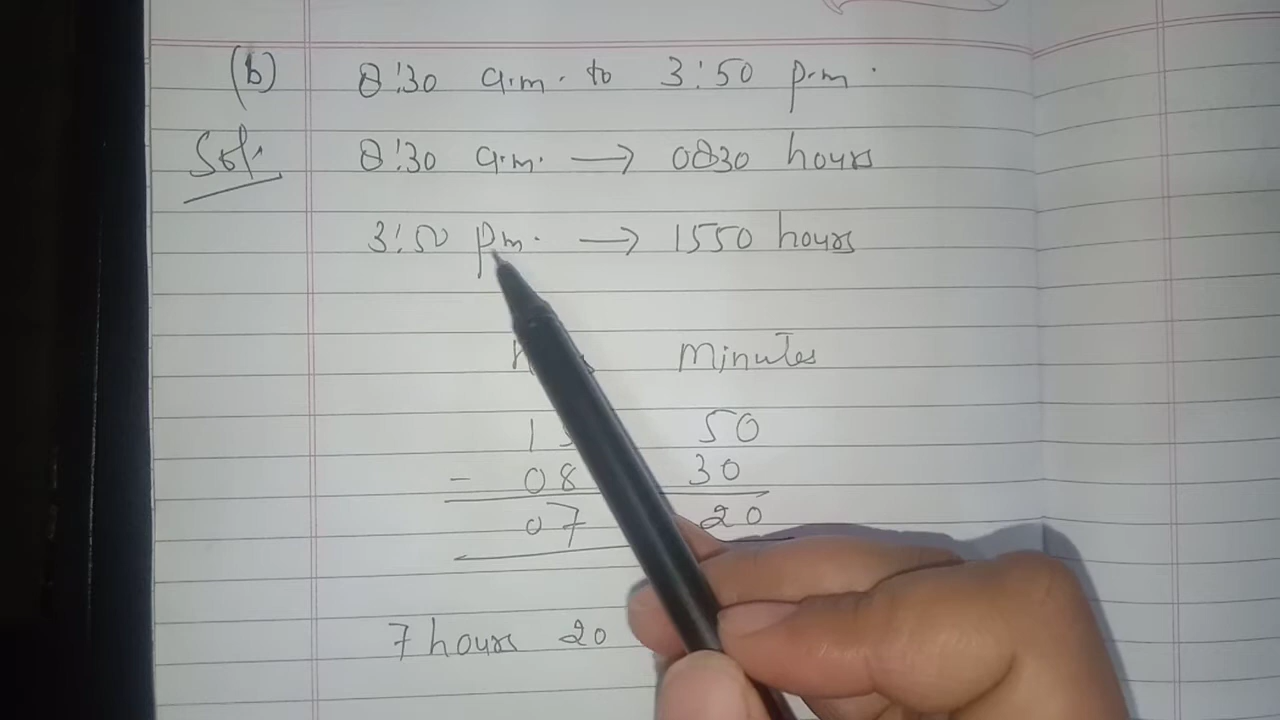 (b) 8:30 a.m. to 3:50 p.m.
Sol. 8:30 a.m. → 0830 hours
3:50 pm. → 1550 hours
Minutes
50
- 08 30
07 20
7 hours 20